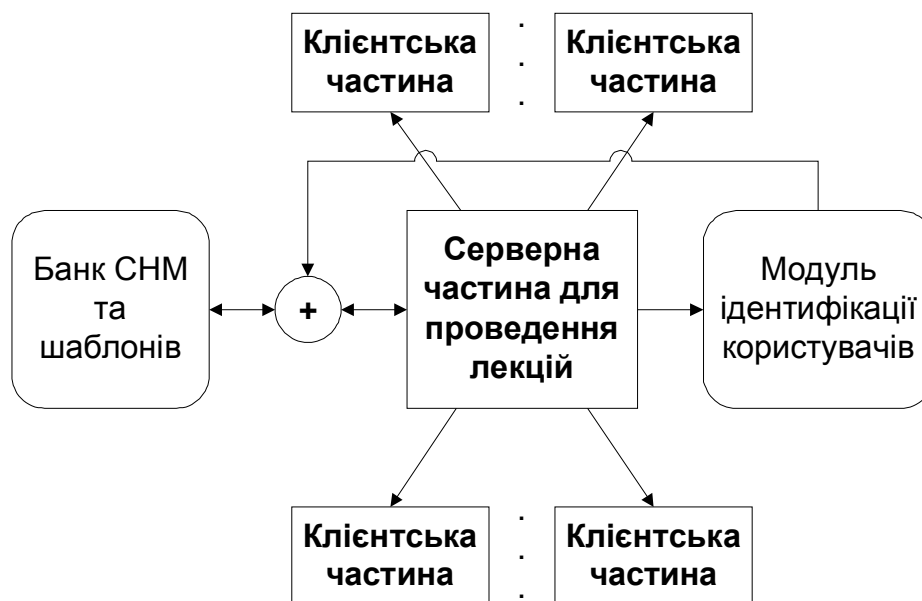 Клієнтська
частина
Клієнтська
частина
Банк СНМ
та
шаблонів
+
Серверна
частина для
проведення
лекцій
Модуль
ідентифікації
користувачів
Клієнтська
частина
Клієнтська
частина